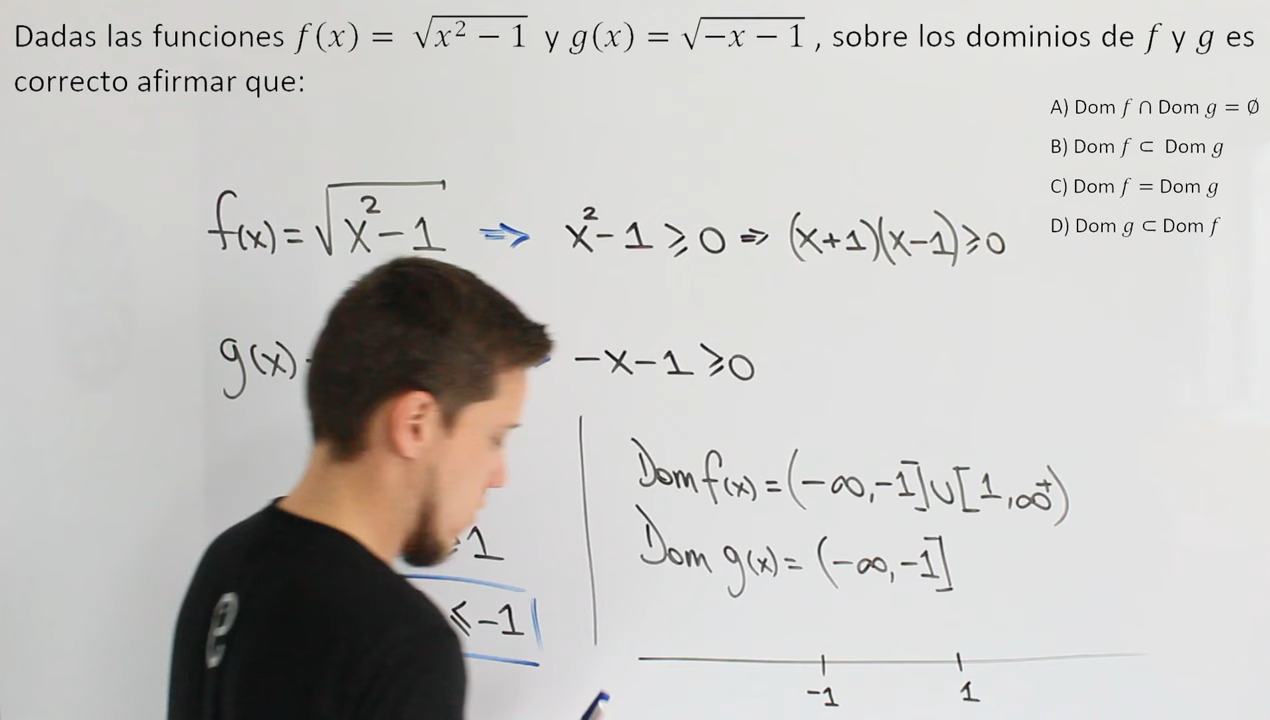 Dadas las funciones f(x) = √(x² − 1) y g(x) = √(−x − 1) , sobre los dominios de f y g es
correcto afirmar que:
A) Dom f ∩ Dom g = ∅
B) Dom f ⊂ Dom g
C) Dom f = Dom g
D) Dom g ⊂ Dom f
f(x) = √(x² − 1) ⇒ x² − 1 ⩾ 0 ⇒ (x+1)(x−1) ⩾ 0
g(x) −x − 1 ⩾ 0
Dom f(x) = (−∞, −1] ∪ [1, ∞⁺)
Dom g(x) = (−∞, −1]
1
⩽ −1
−1 1
e